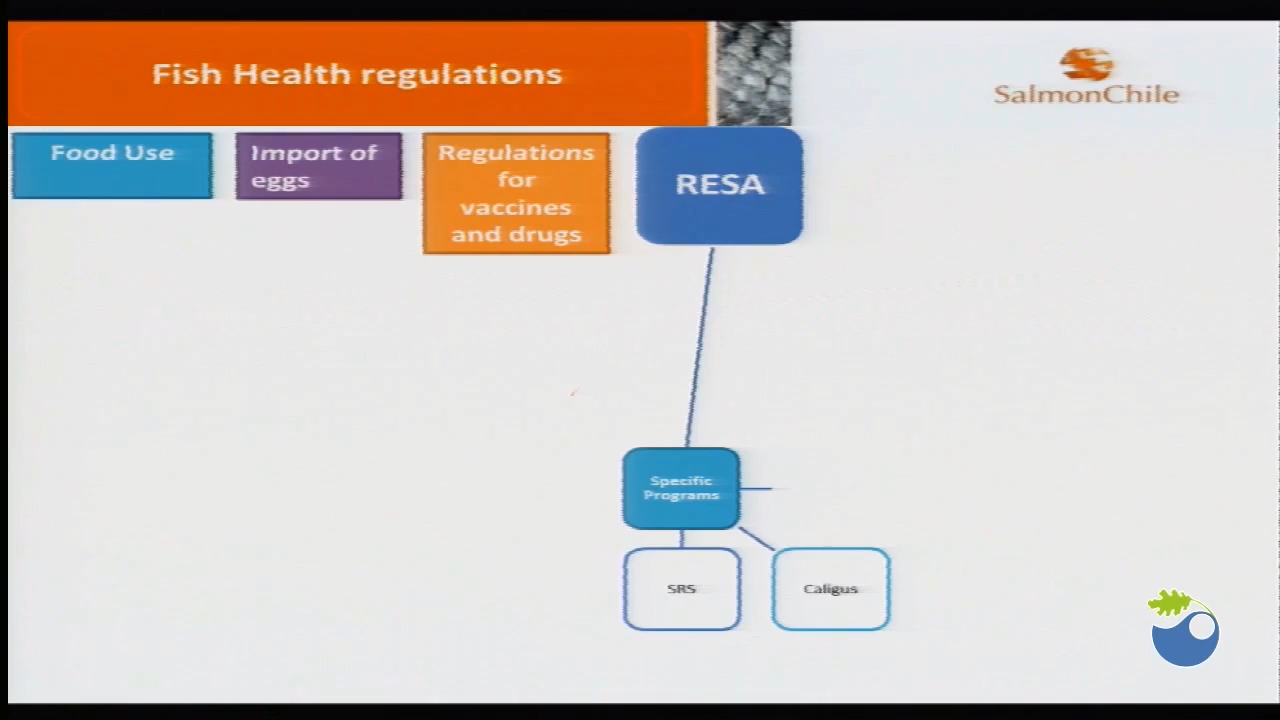 Fish Health regulations
SalmonChile
Food Use
Import of
eggs
Regulations
for
vaccines
and drugs
RESA
Specific
Programs
SRS
Caligus